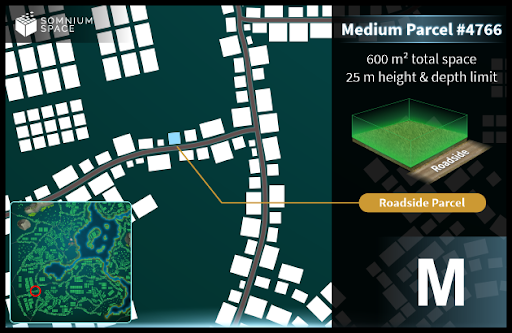 SOMNIUM
SPACE
Medium Parcel #4766
600 m² total space
25 m height & depth limit
Roadside
Roadside Parcel
M